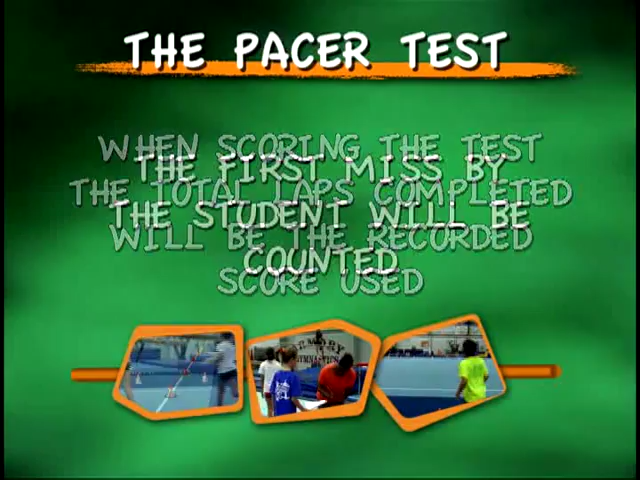 THE PACER TEST
WHEN SCORING THE TEST
THE FIRST MISS BY
THE TOTAL LAPS COMPLETED
THE STUDENT WILL BE
WILL BE THE RECORDED
COUNTED
SCORE USED
GYMNASTICS